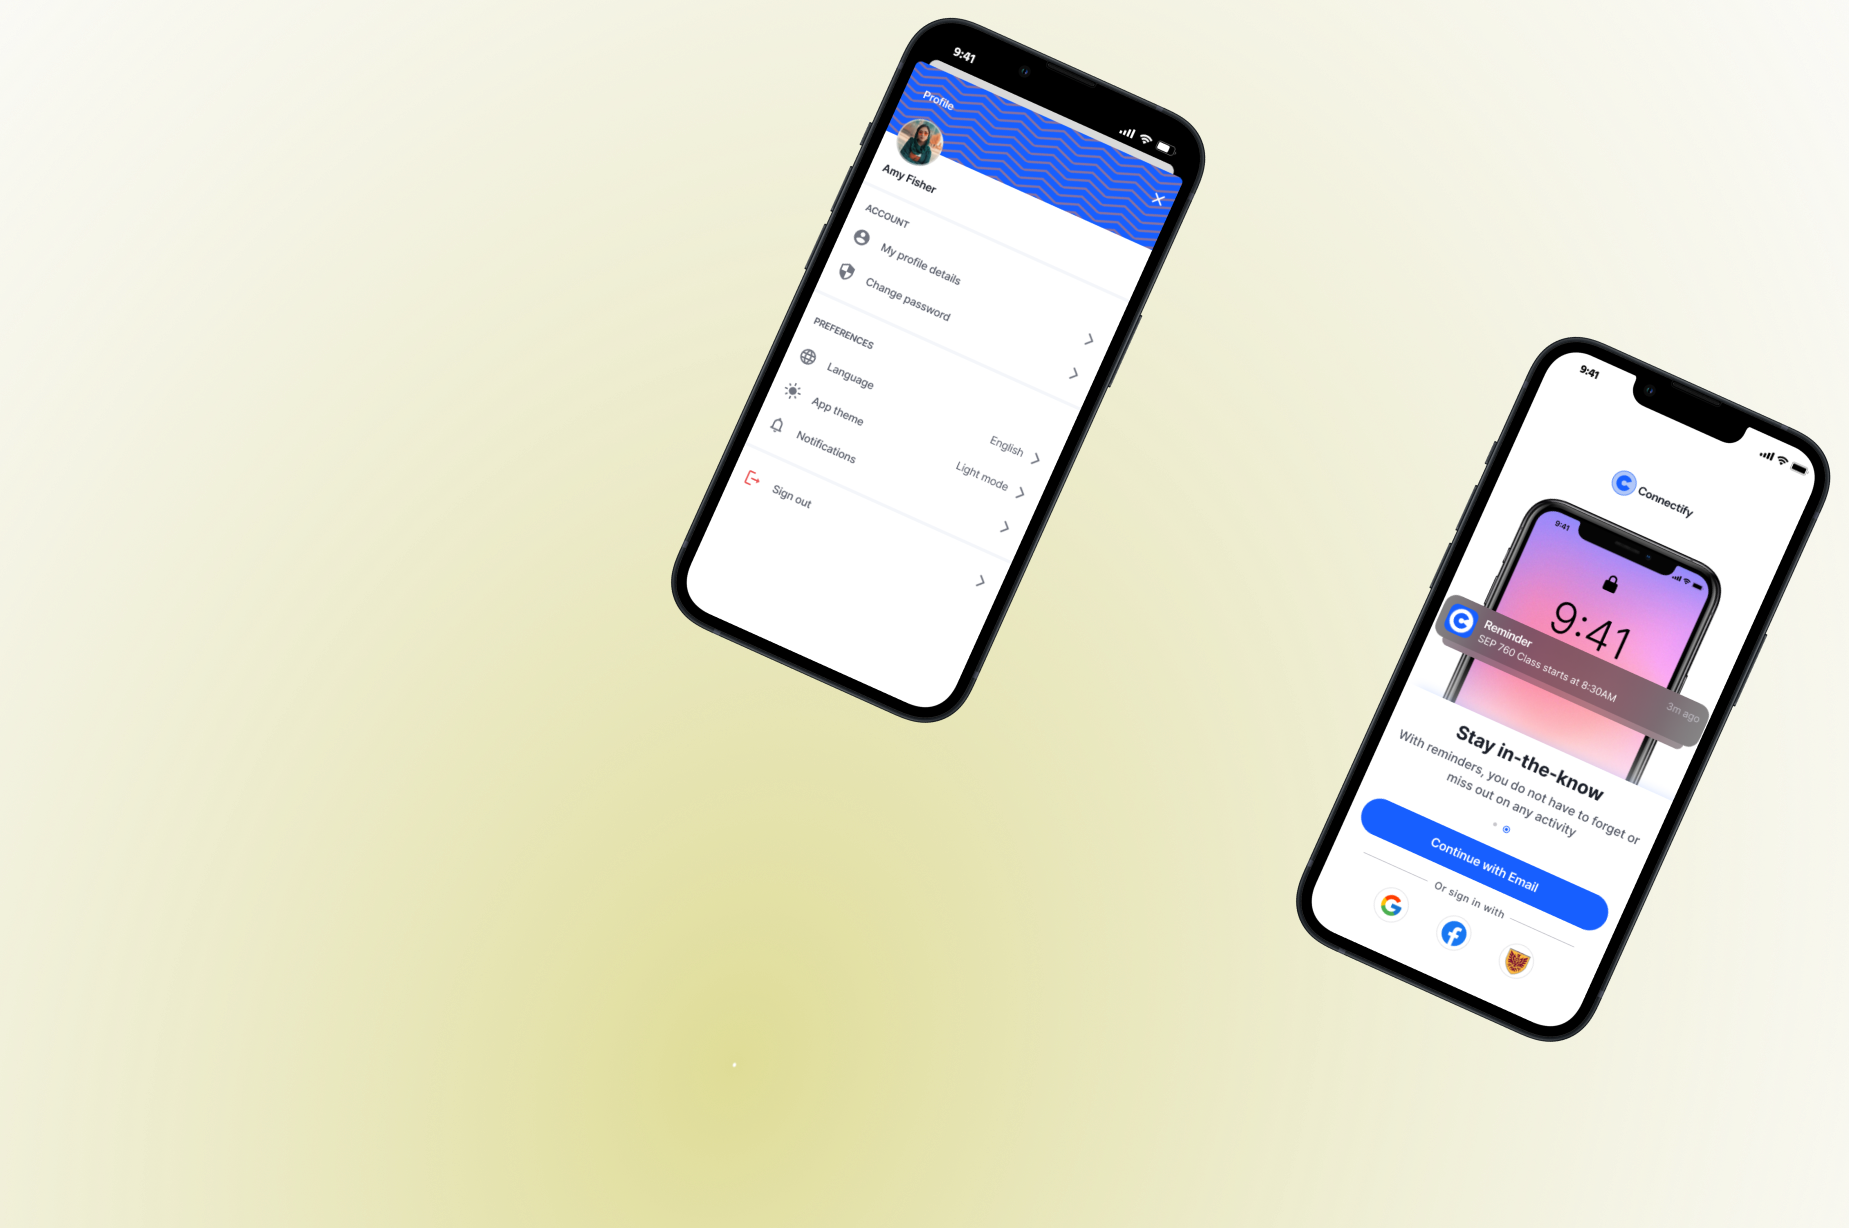 9:41
Profile
Amy Fisher
ACCOUNT
My profile details
Change password
PREFERENCES
Language
English
App theme
Light mode
Notifications
Sign out
9:41
Connectify
9:41
9:41
Reminder
SEP 760 Class starts at 8:30AM
3m ago
Stay in-the-know
With reminders, you do not have to forget or
miss out on any activity
Continue with Email
Or sign in with